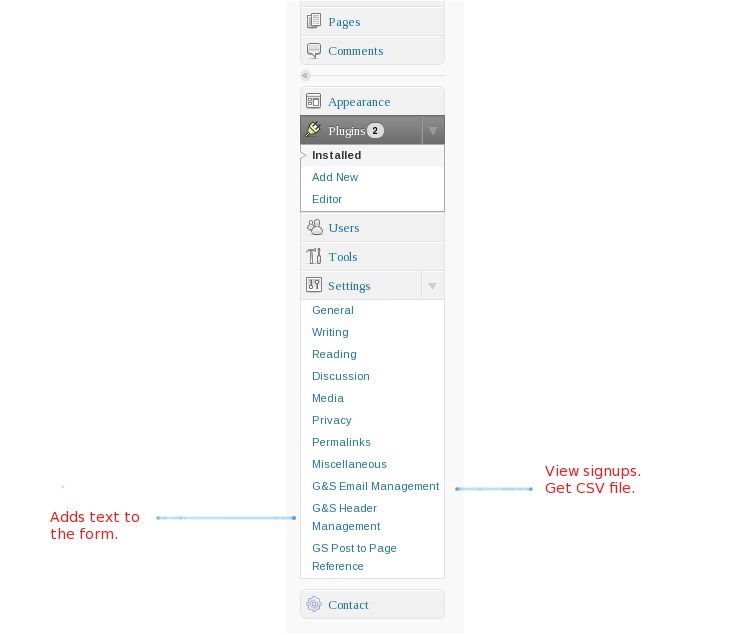 Pages
Comments
«
Appearance
Plugins 2
Installed
Add New
Editor
Users
Tools
Settings
General
Writing
Reading
Discussion
Media
Privacy
Permalinks
Miscellaneous
G&S Email Management
View signups.
Get CSV file.
G&S Header
Management
Adds text to
the form.
GS Post to Page
Reference
Contact